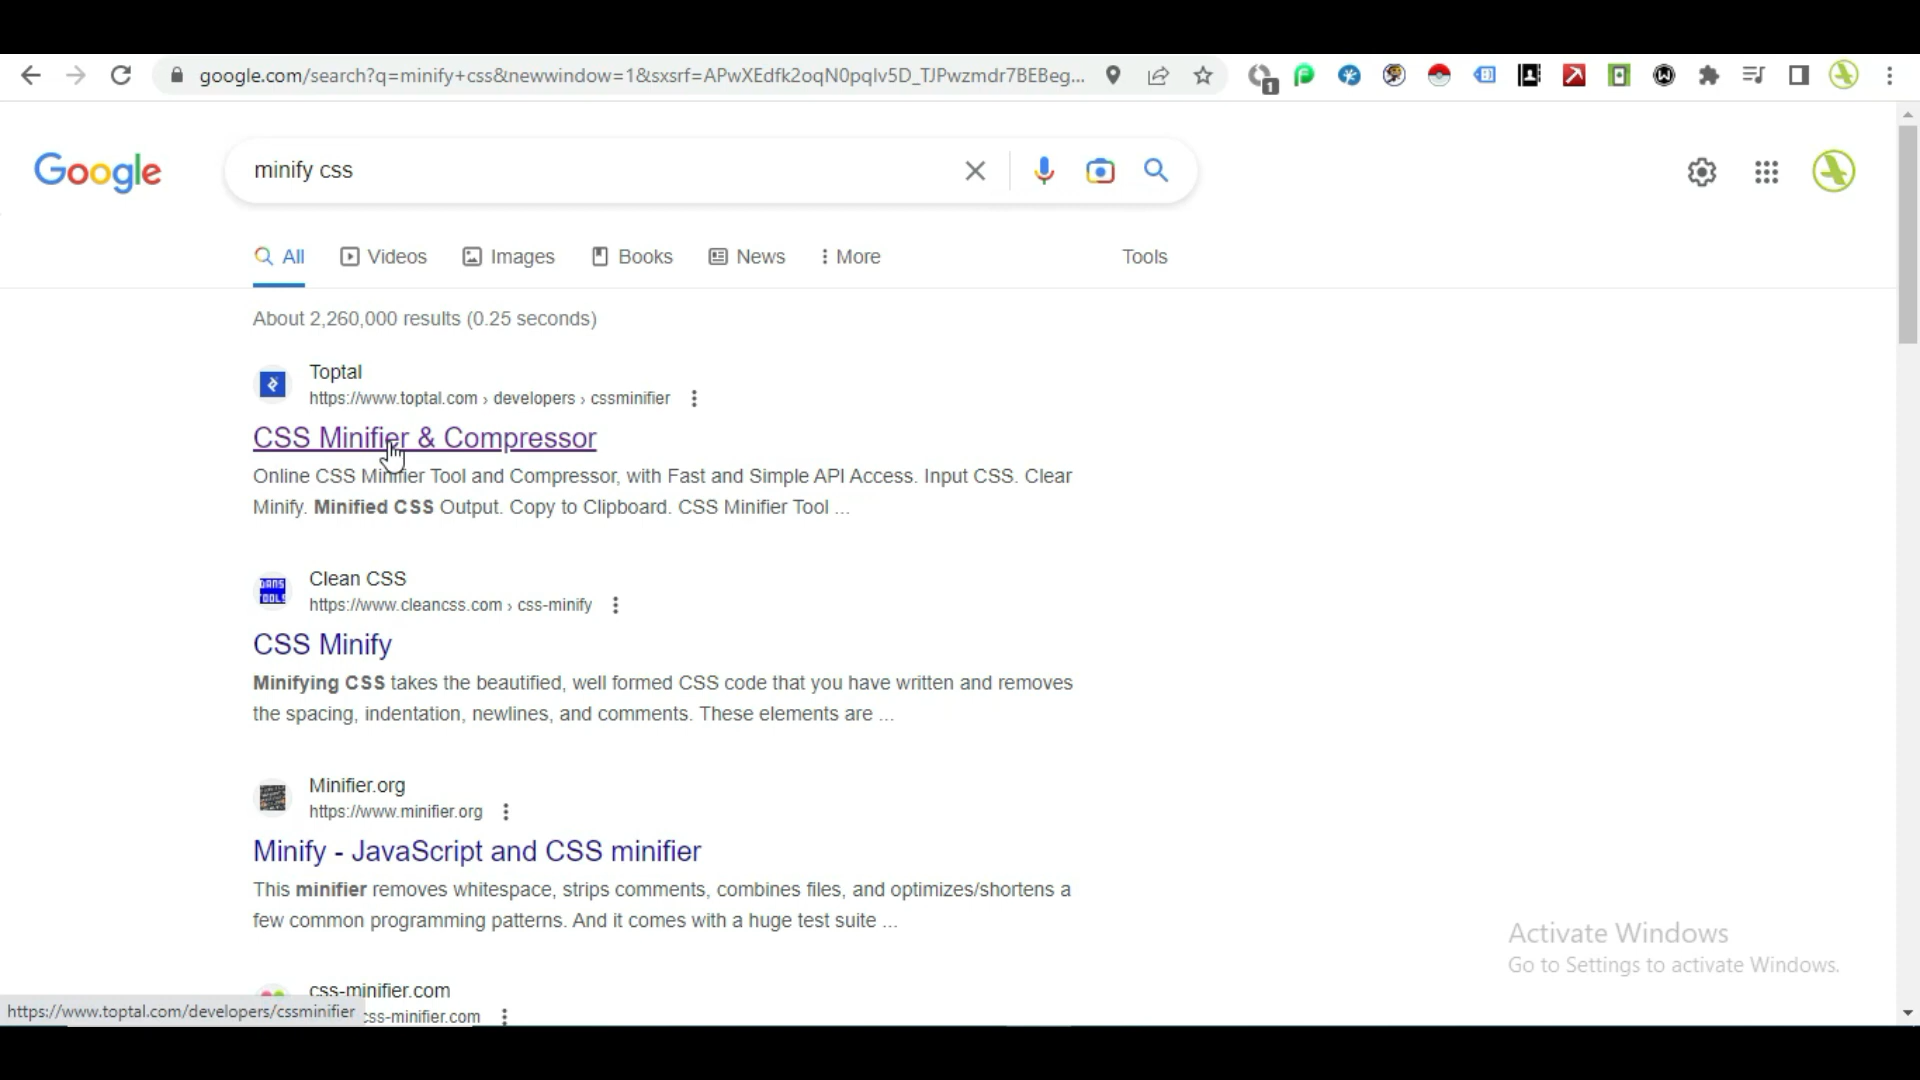 google.com/search?q=minify+css&newwindow=1&sxsrf=APwXEdfk2oqN0pqlv5D_TJPwzmdr7BEBeg...
1
Google
minify css
All
Videos
Images
Books
News
More
Tools
About 2,260,000 results (0.25 seconds)
Toptal
https://www.toptal.com › developers › cssminifier
CSS Minifier & Compressor
Online CSS Minifier Tool and Compressor, with Fast and Simple API Access. Input CSS. Clear
Minify. Minified CSS Output. Copy to Clipboard. CSS Minifier Tool ...
DANS TOOLS
Clean CSS
https://www.cleancss.com › css-minify
CSS Minify
Minifying CSS takes the beautified, well formed CSS code that you have written and removes
the spacing, indentation, newlines, and comments. These elements are ...
Minifier.org
https://www.minifier.org
Minify - JavaScript and CSS minifier
This minifier removes whitespace, strips comments, combines files, and optimizes/shortens a
few common programming patterns. And it comes with a huge test suite ...
Activate Windows
Go to Settings to activate Windows.
css-minifier.com
css-minifier.com
https://www.toptal.com/developers/cssminifier